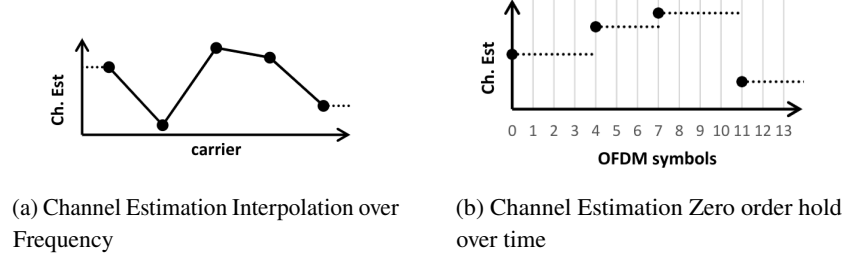 Ch. Est
carrier
Ch. Est
0 1 2 3 4 5 6 7 8 9 10 11 12 13
OFDM symbols
(a) Channel Estimation Interpolation over
Frequency
(b) Channel Estimation Zero order hold
over time